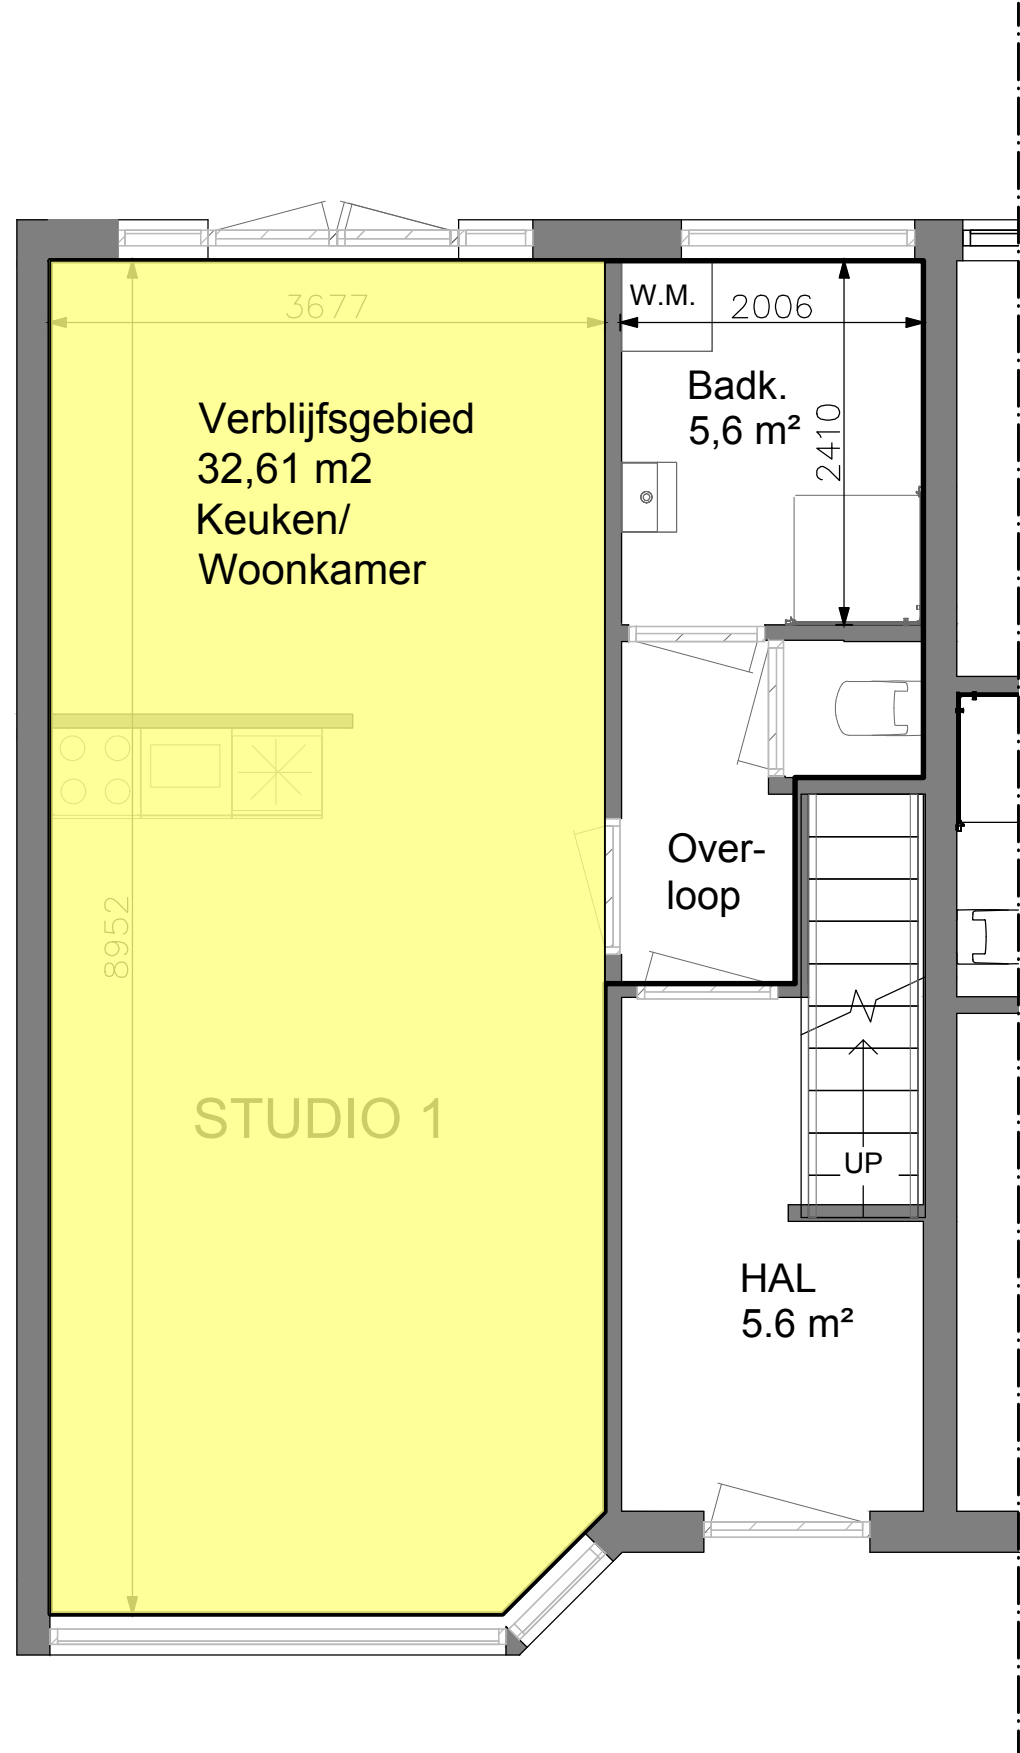 3677
W.M.
2006
Verblijfsgebied
32,61 m2
Keuken/
Woonkamer
Badk.
5,6 m²
2410
Over-
loop
8952
STUDIO 1
UP
HAL
5.6 m²